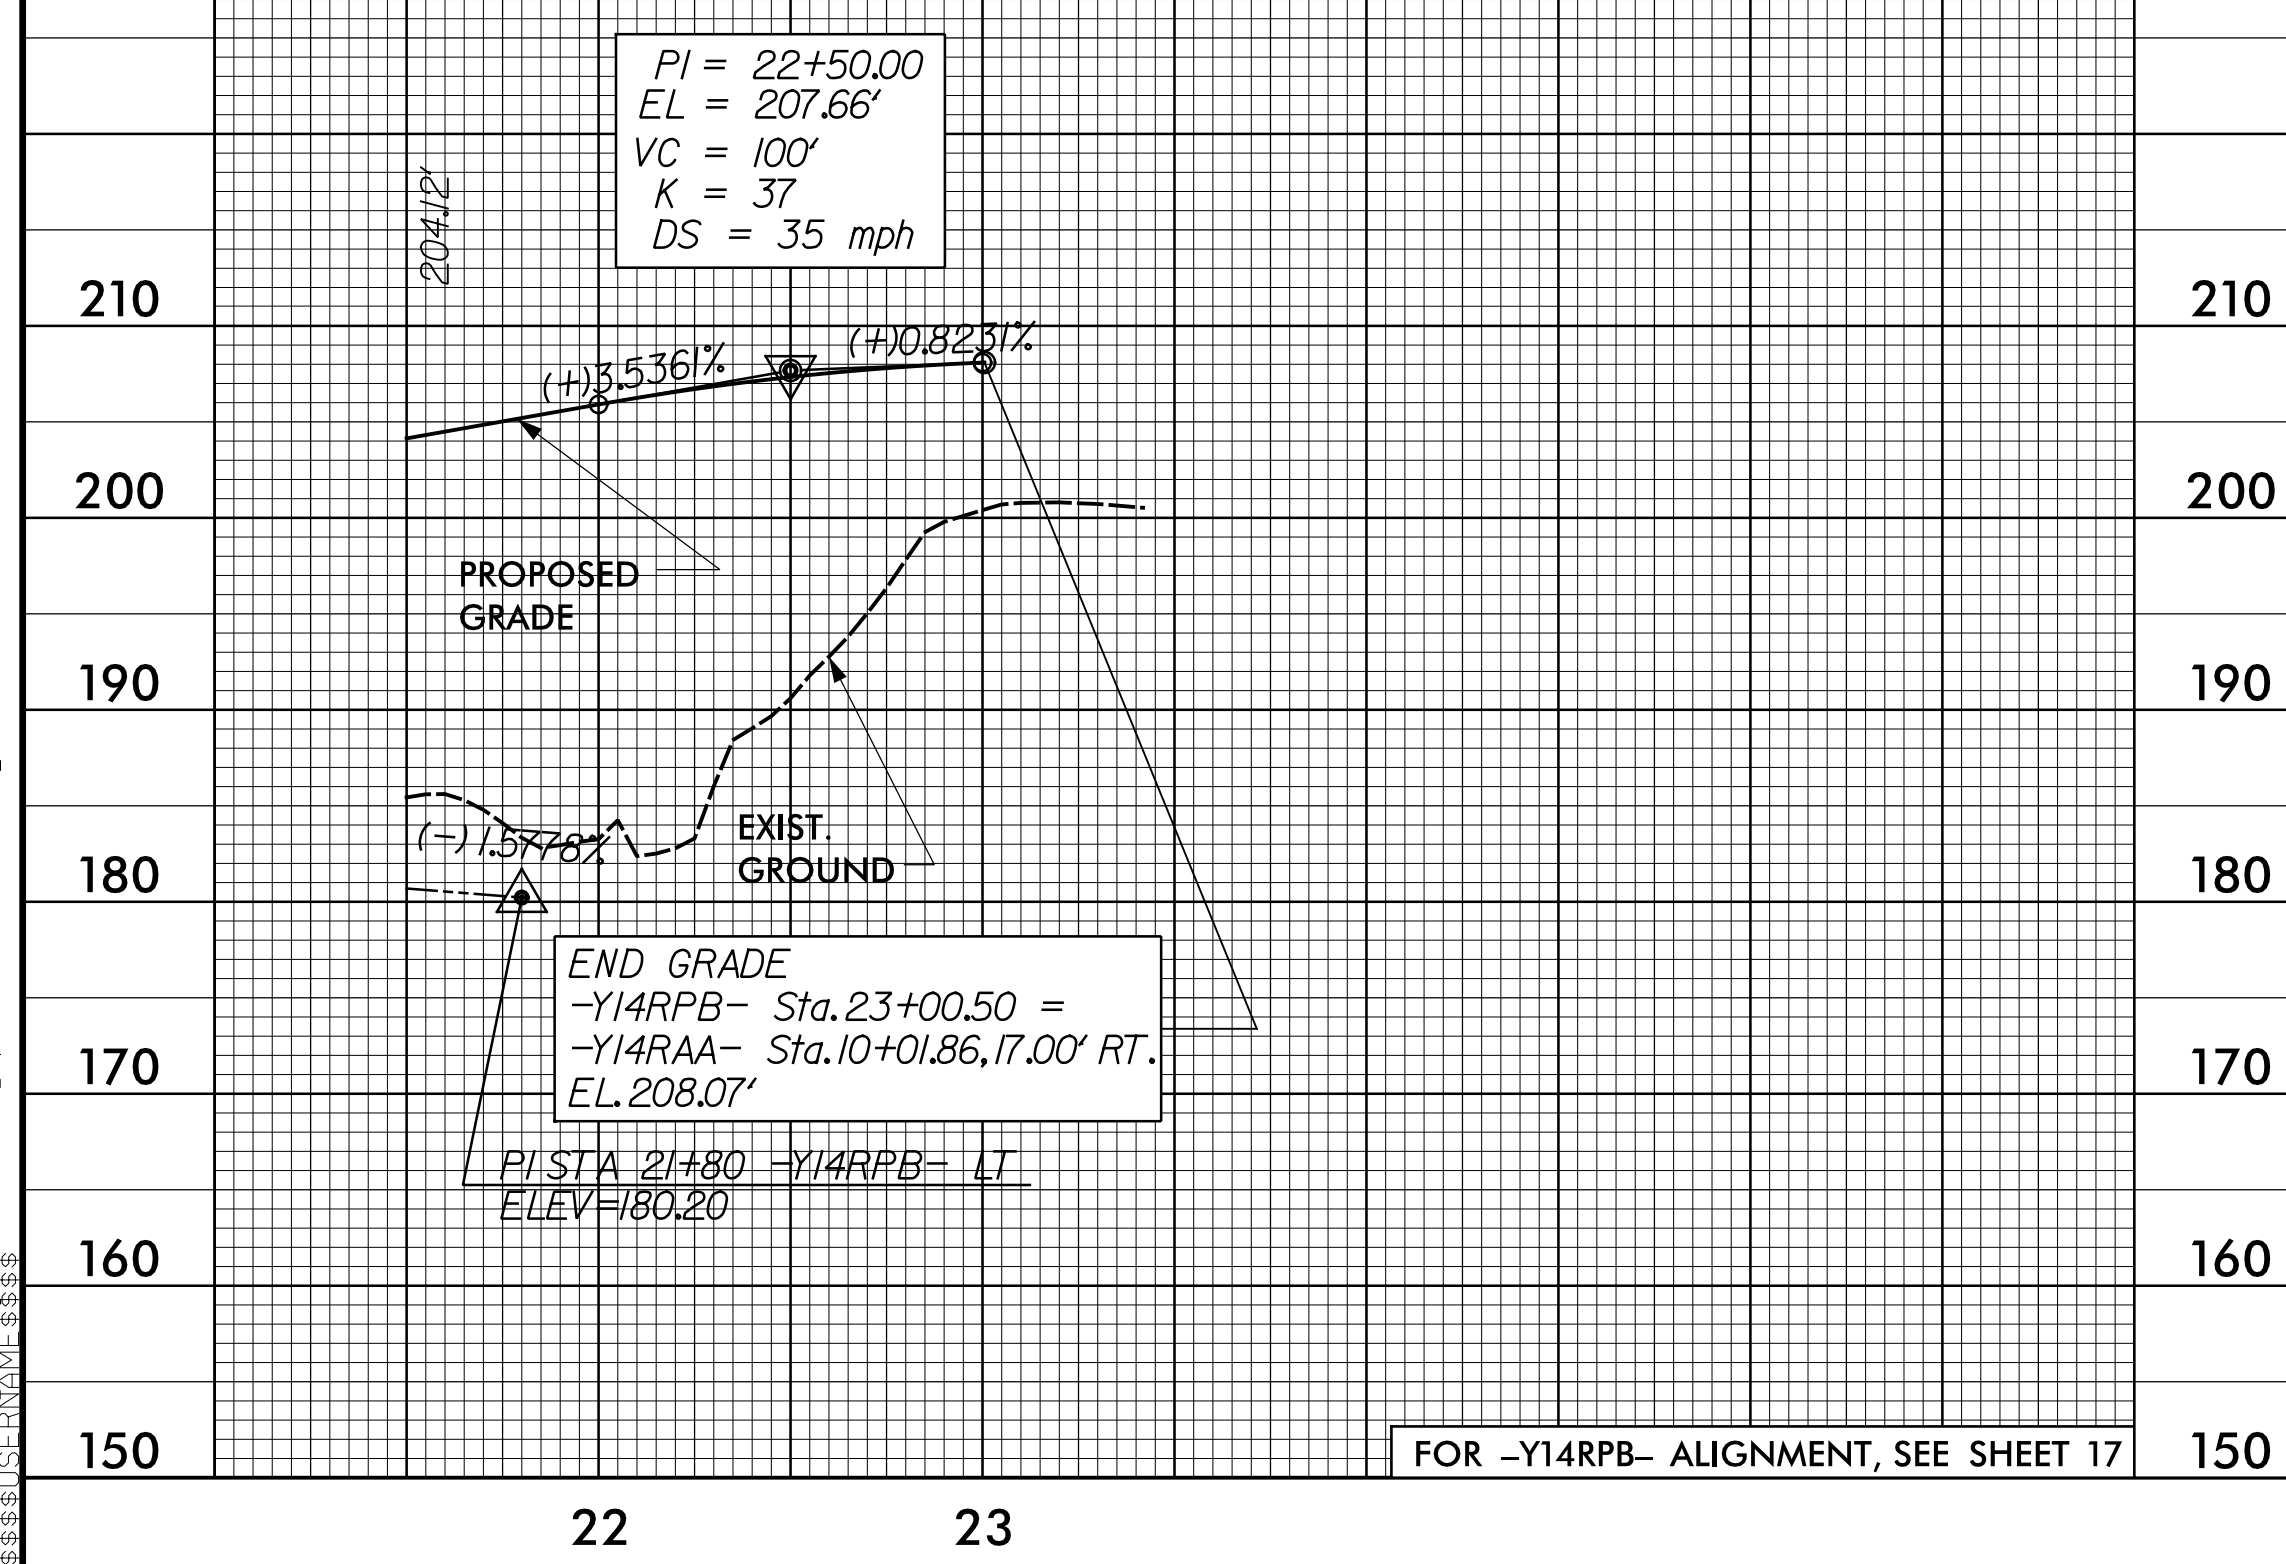 PI = 22+50.00
EL = 207.66'
VC = 100'
K = 37
DS = 35 mph
204.12'
210
210
(+)3.5361%
(+)0.8231%
200
200
PROPOSED
GRADE
190
190
(-)1.5778%
EXIST.
GROUND
180
180
END GRADE
-Y14RPB- Sta. 23+00.50 =
-Y14RAA- Sta. 10+01.86, 17.00' RT.
EL. 208.07'
170
170
PI STA 21+80 -Y14RPB- LT
ELEV=180.20
160
160
150
FOR -Y14RPB- ALIGNMENT, SEE SHEET 17
150
22
23
$$$$USERNAME$$$$